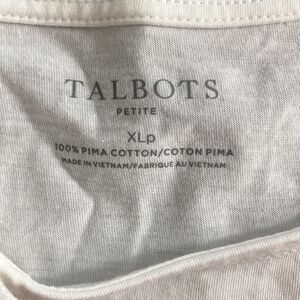 TALBOTS
PETITE
XLp
100% PIMA COTTON/COTON PIMA
MADE IN VIETNAM/FABRIQUÉ AU VIETNAM